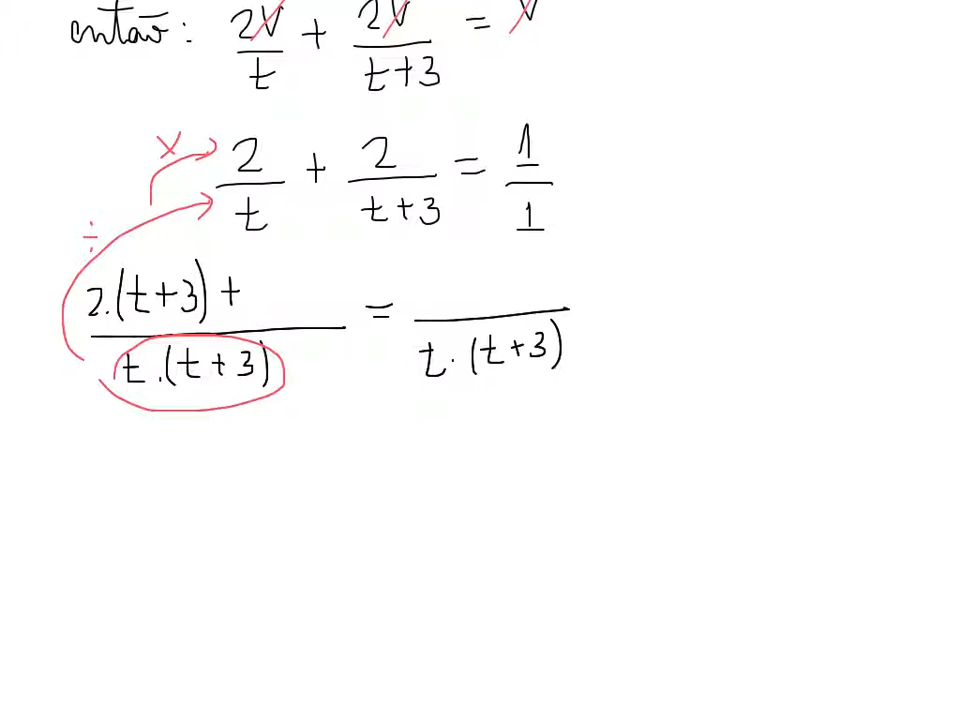 então: 2V/t + 2V/(t+3) = V
x 2/t + 2/(t+3) = 1/1
÷
2.(t+3) + / t.(t+3) = / t.(t+3)